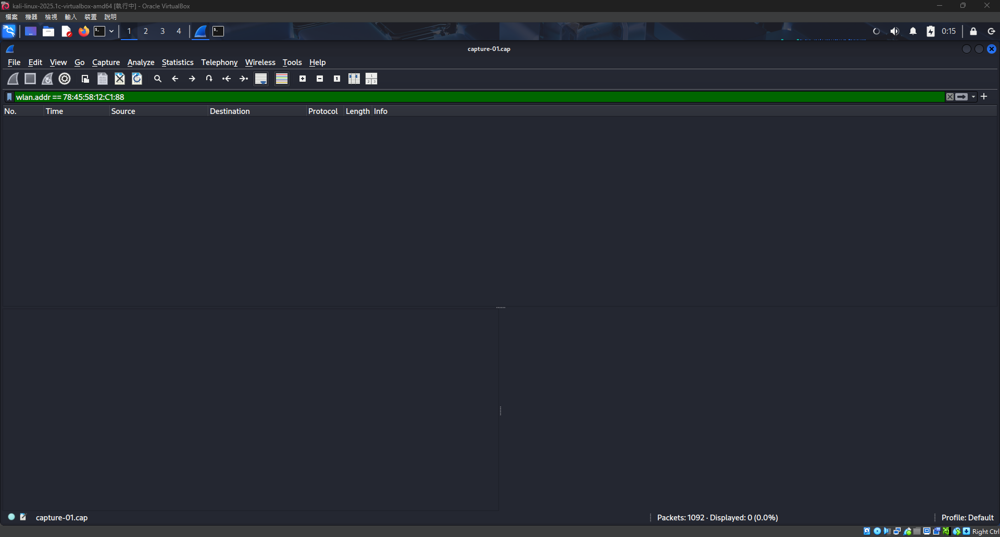 kali-linux-2025.1c-virtualbox-amd64 [執行中] - Oracle VirtualBox
檔案 機器 檢視 輸入 裝置 說明
1 2 3 4 0:15
capture-01.cap
File Edit View Go Capture Analyze Statistics Telephony Wireless Tools Help
wlan.addr == 78:45:58:12:C1:88
No. Time Source Destination Protocol Length Info
capture-01.cap Packets: 1092 · Displayed: 0 (0.0%) Profile: Default
Right Ctrl